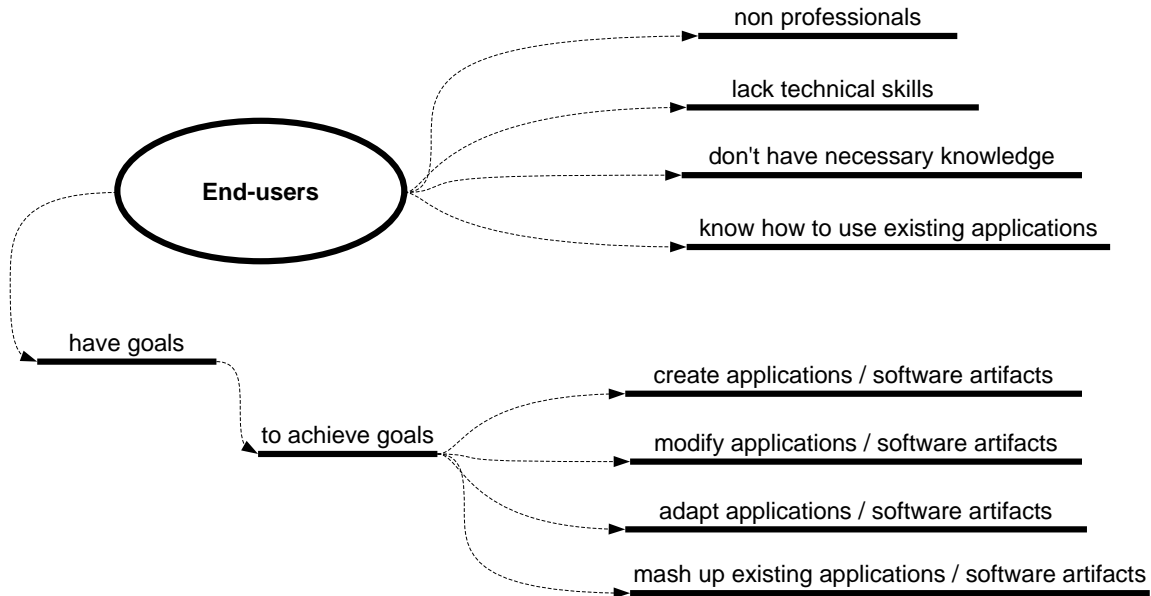 non professionals
lack technical skills
End-users
don't have necessary knowledge
know how to use existing applications
have goals
to achieve goals
create applications / software artifacts
modify applications / software artifacts
adapt applications / software artifacts
mash up existing applications / software artifacts